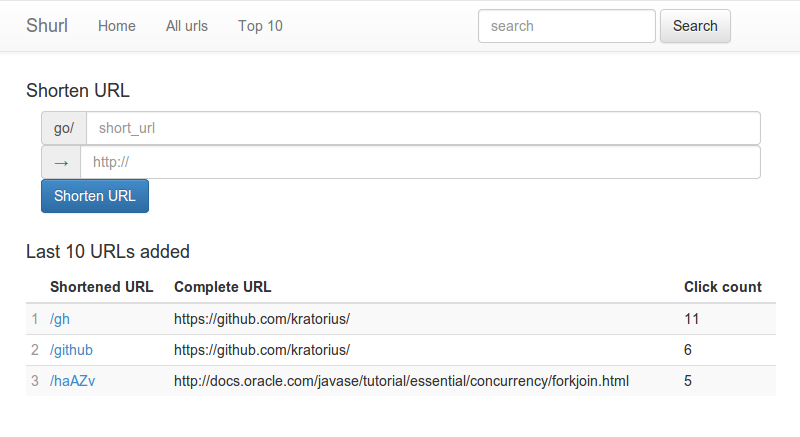 Shurl Home All urls Top 10 search Search
Shorten URL
go/ short_url
→ http://
Shorten URL
Last 10 URLs added
Shortened URL Complete URL Click count
1 /gh https://github.com/kratorius/ 11
2 /github https://github.com/kratorius/ 6
3 /haAZv http://docs.oracle.com/javase/tutorial/essential/concurrency/forkjoin.html 5